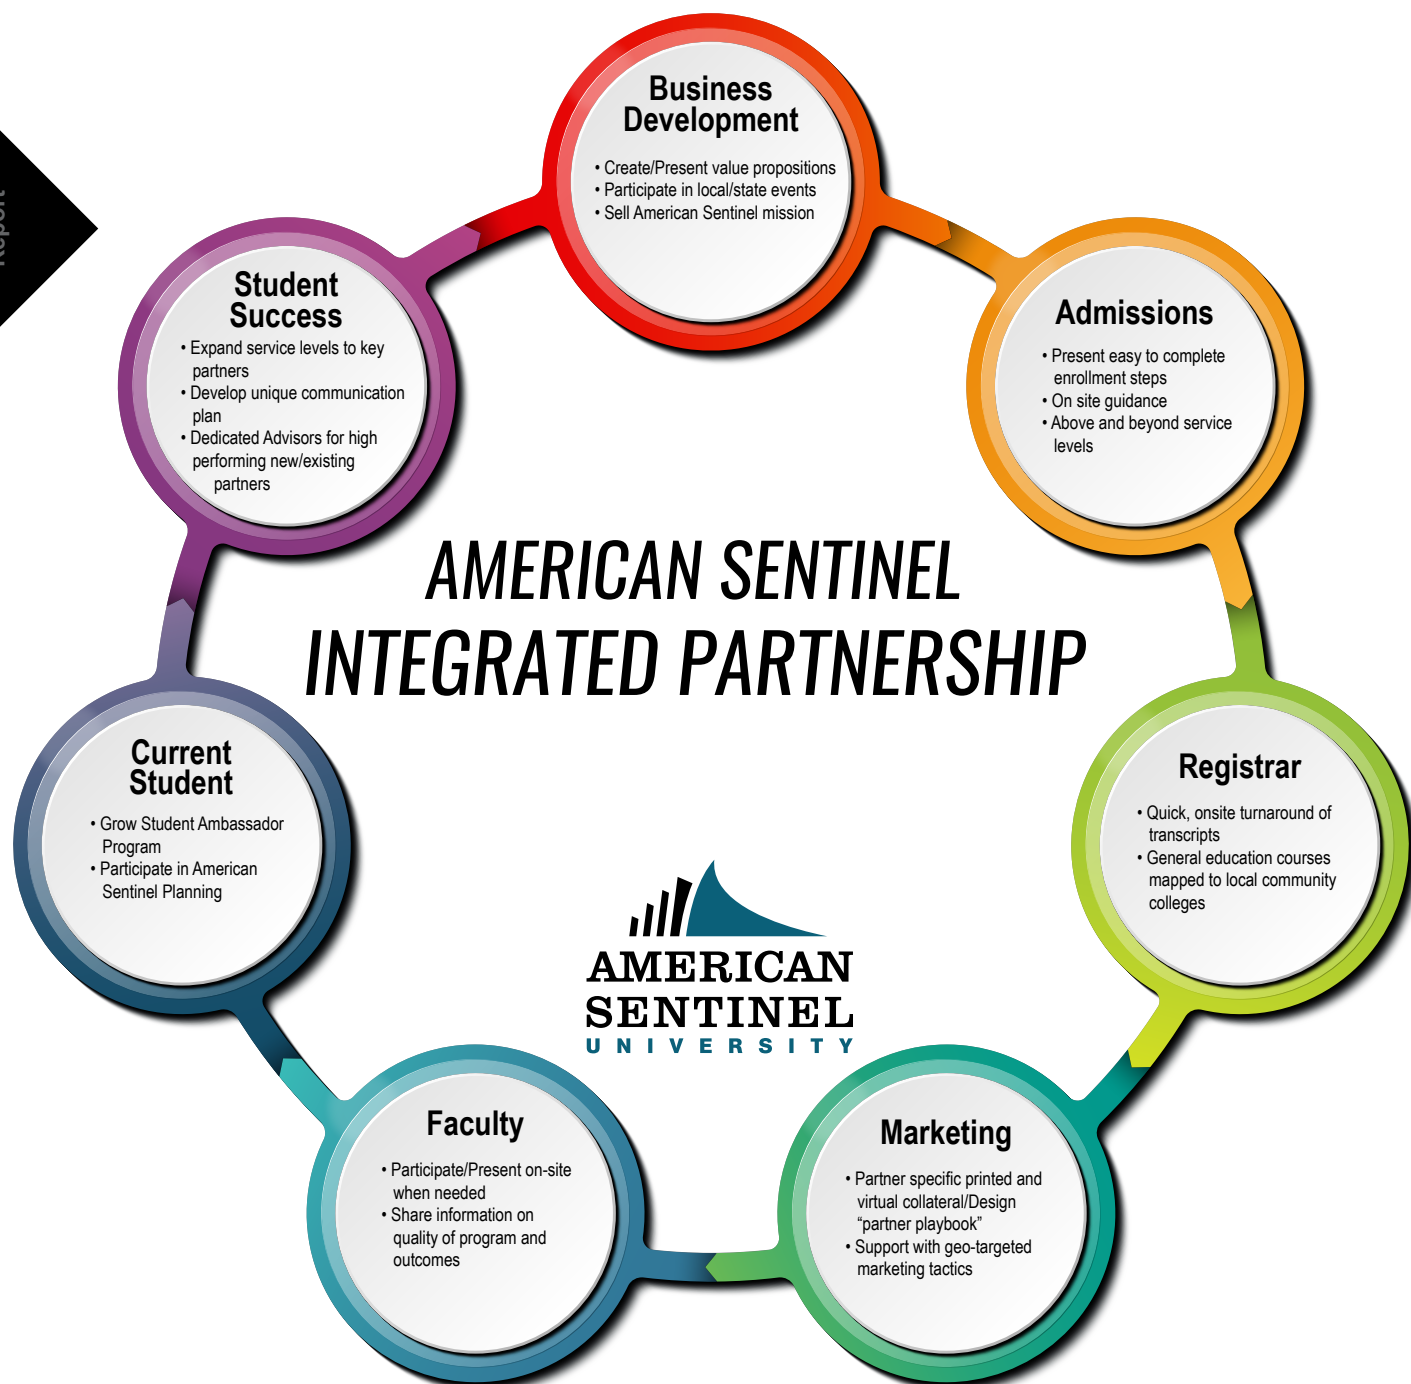 Business
Development
• Create/Present value propositions
• Participate in local/state events
• Sell American Sentinel mission
Admissions
• Present easy to complete
enrollment steps
• On site guidance
• Above and beyond service
levels
Registrar
• Quick, onsite turnaround of
transcripts
• General education courses
mapped to local community
colleges
Marketing
• Partner specific printed and
virtual collateral/Design
“partner playbook”
• Support with geo-targeted
marketing tactics
Faculty
• Participate/Present on-site
when needed
• Share information on
quality of program and
outcomes
Current
Student
• Grow Student Ambassador
Program
• Participate in American
Sentinel Planning
Student
Success
• Expand service levels to key
partners
• Develop unique communication
plan
• Dedicated Advisors for high
performing new/existing
partners
AMERICAN SENTINEL
INTEGRATED PARTNERSHIP
AMERICAN
SENTINEL
UNIVERSITY
Report